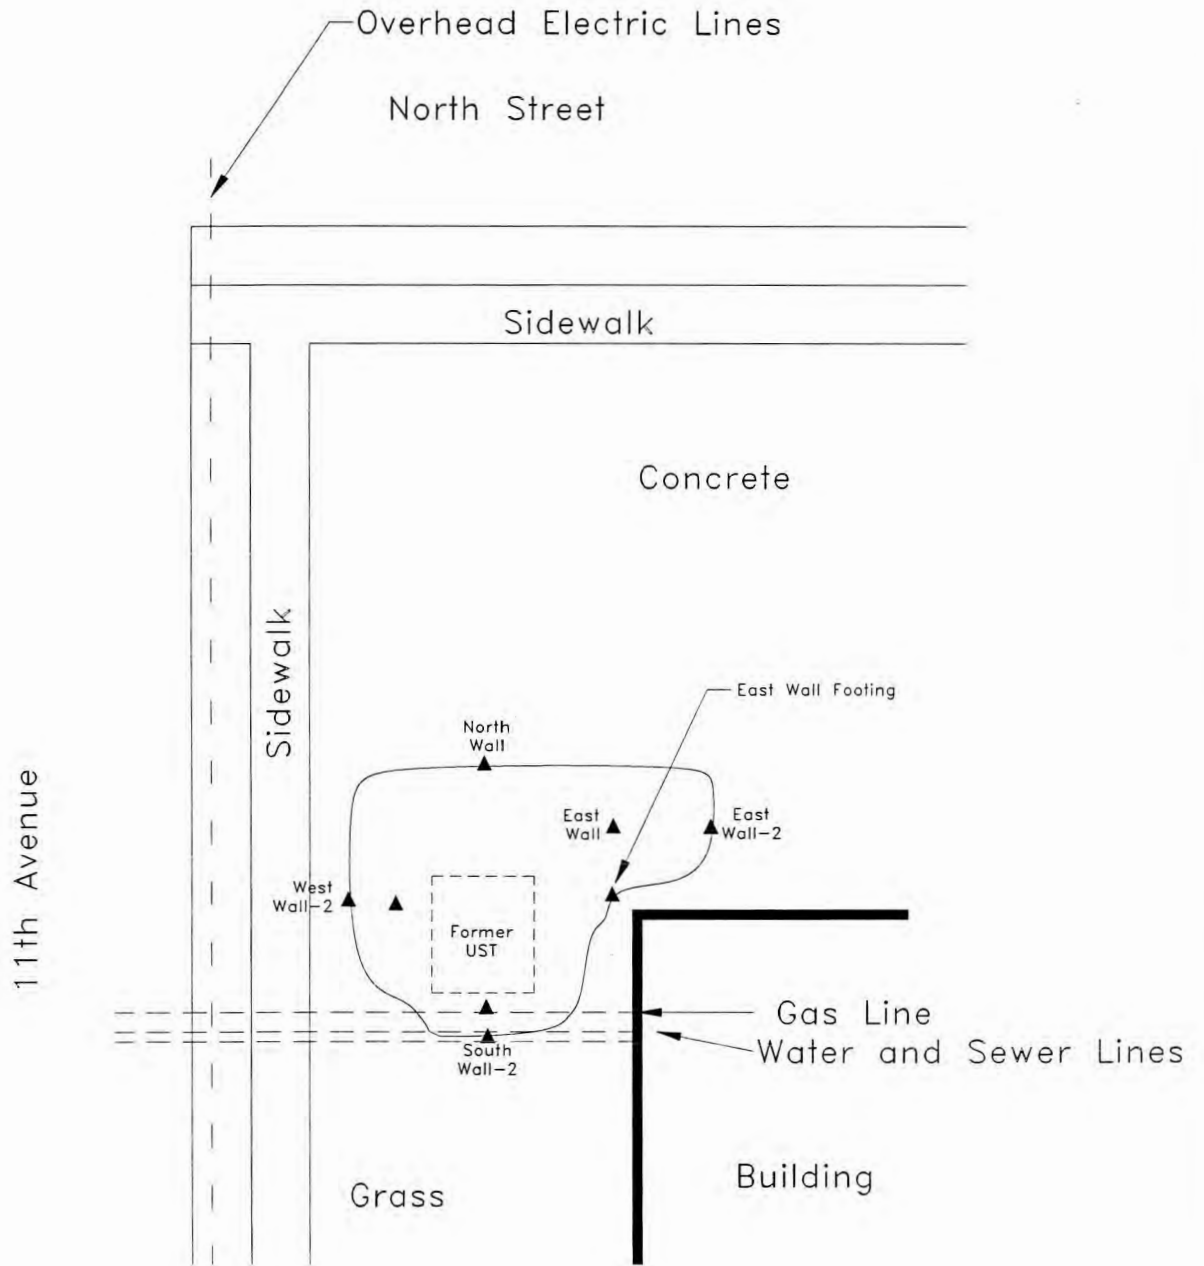 Overhead Electric Lines
North Street
Sidewalk
Concrete
Sidewalk
East Wall Footing
North
Wall
East
Wall
East
Wall-2
11th Avenue
West
Wall-2
Former
UST
Gas Line
Water and Sewer Lines
South
Wall-2
Building
Grass